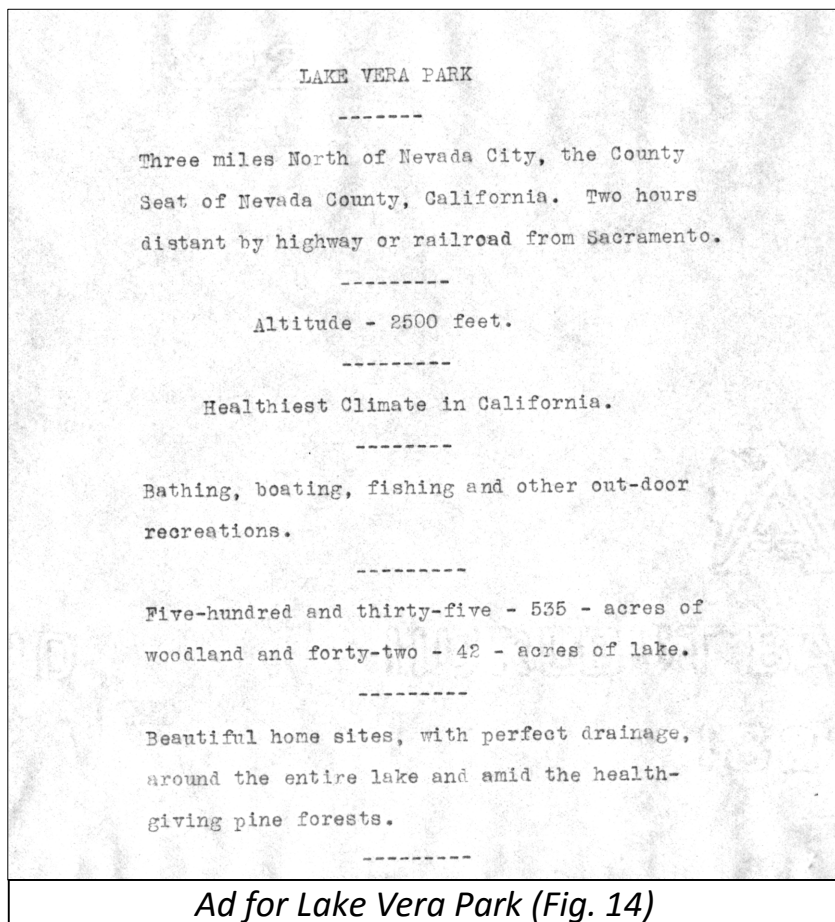 LAKE VERA PARK
-------
Three miles North of Nevada City, the County
Seat of Nevada County, California. Two hours
distant by highway or railroad from Sacramento.
---------
Altitude - 2500 feet.
---------
Healthiest Climate in California.
--------
Bathing, boating, fishing and other out-door
recreations.
---------
Five-hundred and thirty-five - 535 - acres of
woodland and forty-two - 42 - acres of lake.
---------
Beautiful home sites, with perfect drainage,
around the entire lake and amid the health-
giving pine forests.
---------
Ad for Lake Vera Park (Fig. 14)